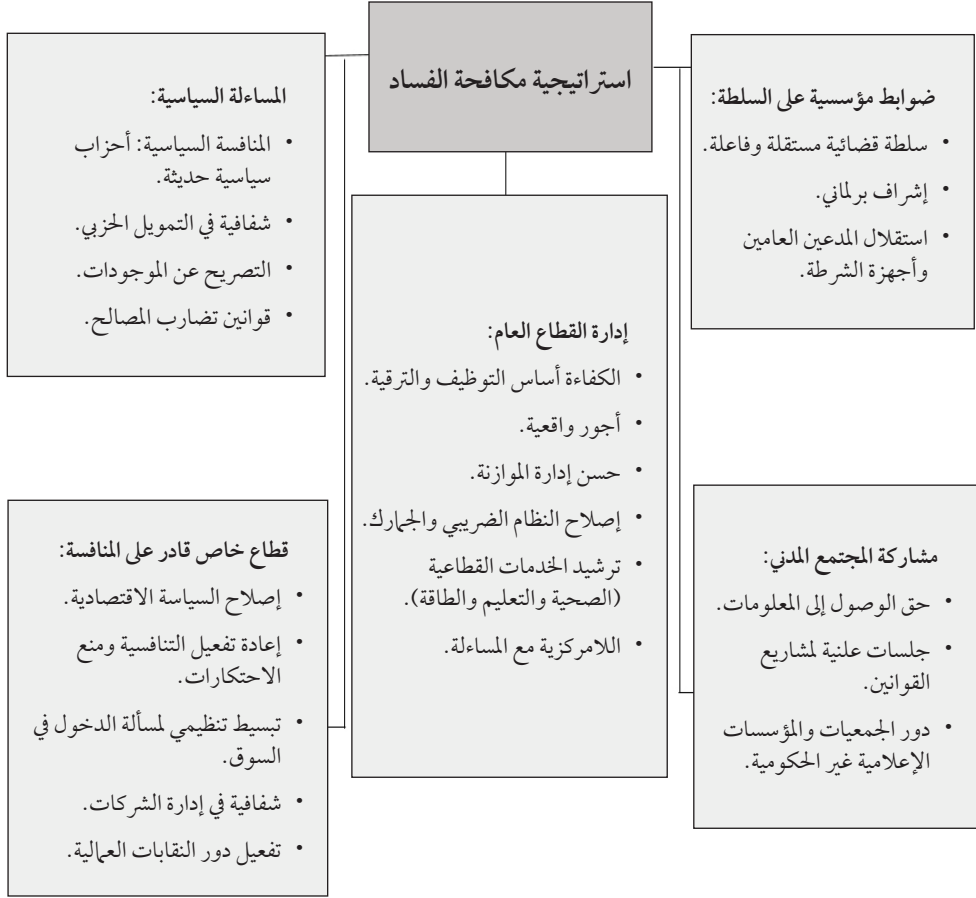 استراتيجية مكافحة الفساد
ضوابط مؤسسية على السلطة:
• سلطة قضائية مستقلة وفاعلة.
• إشراف برلماني.
• استقلال المدعين العامين
وأجهزة الشرطة.
المساءلة السياسية:
• المنافسة السياسية: أحزاب
سياسية حديثة.
• شفافية في التمويل الحزبي.
• التصريح عن الموجودات.
• قوانين تضارب المصالح.
إدارة القطاع العام:
• الكفاءة أساس التوظيف والترقية.
• أجور واقعية.
• حسن إدارة الموازنة.
• إصلاح النظام الضريبي والجمارك.
• ترشيد الخدمات القطاعية
(الصحية والتعليم والطاقة).
• اللامركزية مع المساءلة.
مشاركة المجتمع المدني:
• حق الوصول إلى المعلومات.
• جلسات علنية لمشاريع
القوانين.
• دور الجمعيات والمؤسسات
الإعلامية غير الحكومية.
قطاع خاص قادر على المنافسة:
• إصلاح السياسة الاقتصادية.
• إعادة تفعيل التنافسية ومنع
الاحتكارات.
• تبسيط تنظيمي لمسألة الدخول في
السوق.
• شفافية في إدارة الشركات.
• تفعيل دور النقابات العمالية.